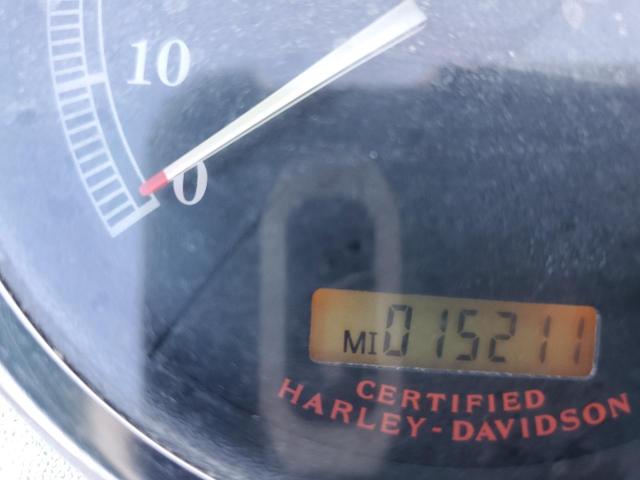 10
0
MI 015211
CERTIFIED
HARLEY-DAVIDSON